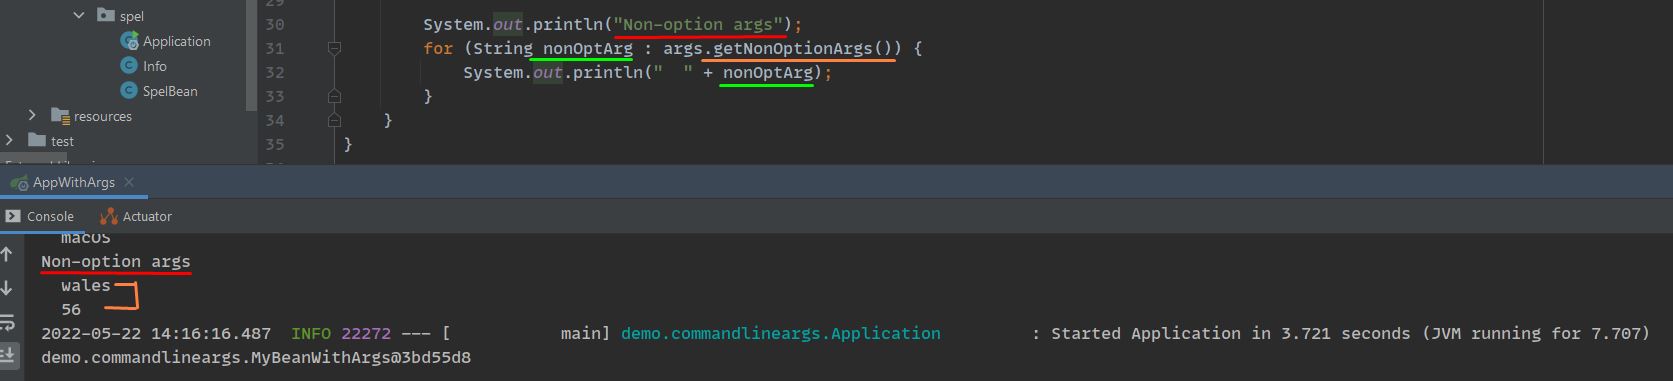 spel
Application
Info
SpelBean
resources
test
30 System.out.println("Non-option args");
31 for (String nonOptArg : args.getNonOptionArgs()) {
32 System.out.println("  " + nonOptArg);
33 }
34 }
35 }
AppWithArgs
Console Actuator
macOS
Non-option args
wales
56
2022-05-22 14:16:16.487  INFO 22272 --- [           main] demo.commandlineargs.Application         : Started Application in 3.721 seconds (JVM running for 7.707)
demo.commandlineargs.MyBeanWithArgs@3bd55d8